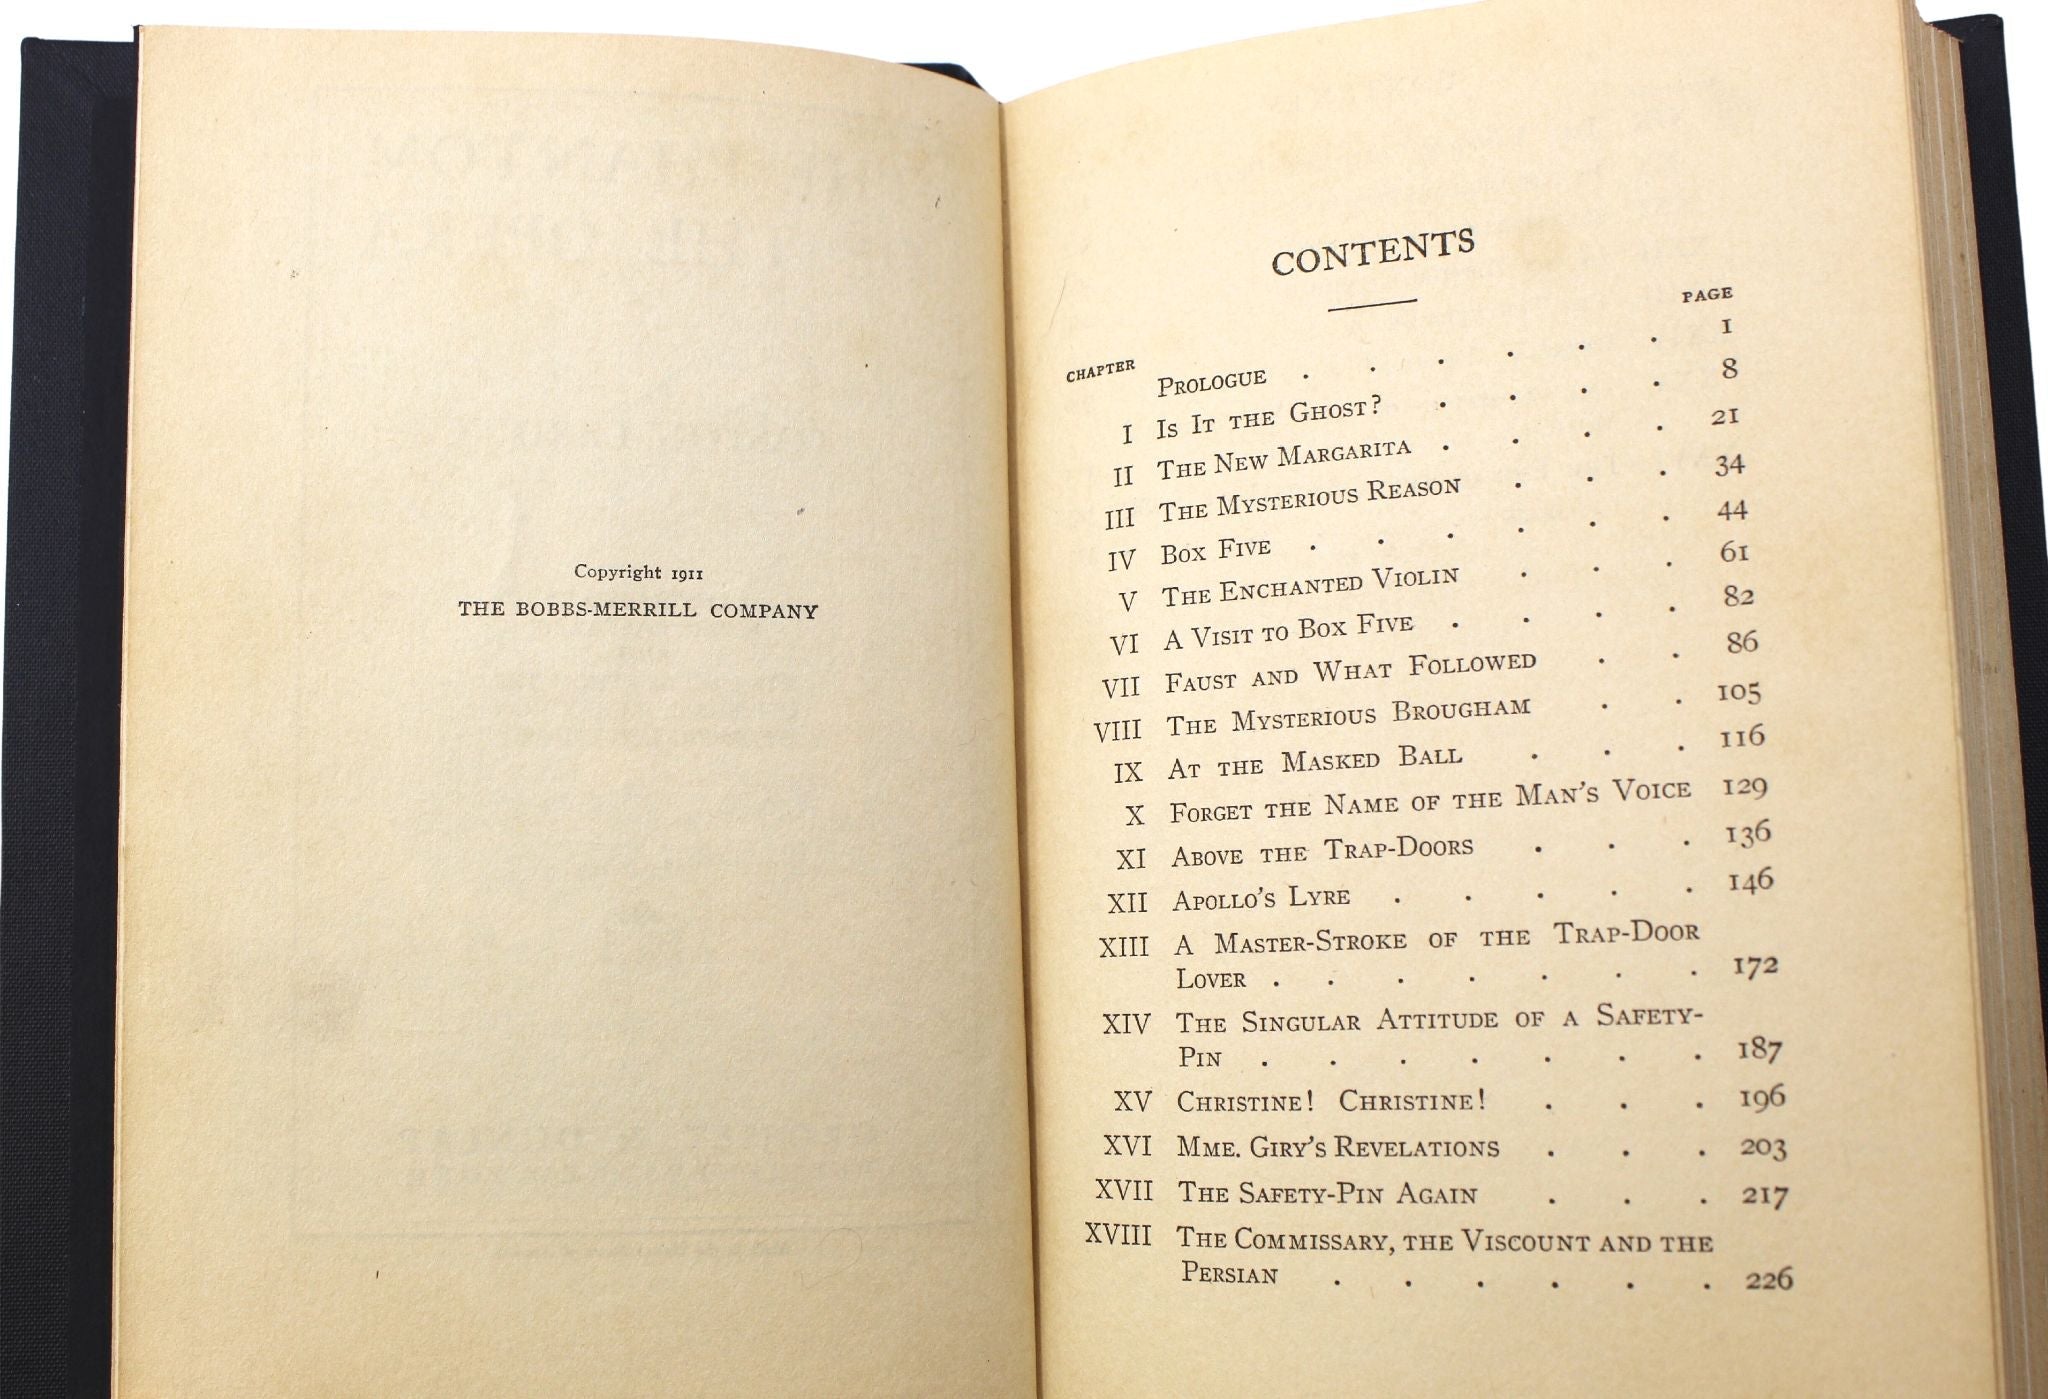 Copyright 1911
THE BOBBS-MERRILL COMPANY
CONTENTS
CHAPTER PAGE
PROLOGUE . . . . . . 1
I IS IT THE GHOST? . . . . 8
II THE NEW MARGARITA . . . . 21
III THE MYSTERIOUS REASON . . . 34
IV BOX FIVE . . . . . . 44
V THE ENCHANTED VIOLIN . . . 61
VI A VISIT TO BOX FIVE . . . . 82
VII FAUST AND WHAT FOLLOWED . . 86
VIII THE MYSTERIOUS BROUGHAM . . 105
IX AT THE MASKED BALL . . . 116
X FORGET THE NAME OF THE MAN'S VOICE 129
XI ABOVE THE TRAP-DOORS . . . 136
XII APOLLO'S LYRE . . . . . 146
XIII A MASTER-STROKE OF THE TRAP-DOOR
LOVER . . . . . . . 172
XIV THE SINGULAR ATTITUDE OF A SAFETY-
PIN . . . . . . . 187
XV CHRISTINE! CHRISTINE! . . . 196
XVI MME. GIRY'S REVELATIONS . . . 203
XVII THE SAFETY-PIN AGAIN . . . 217
XVIII THE COMMISSARY, THE VISCOUNT AND THE
PERSIAN . . . . . . 226